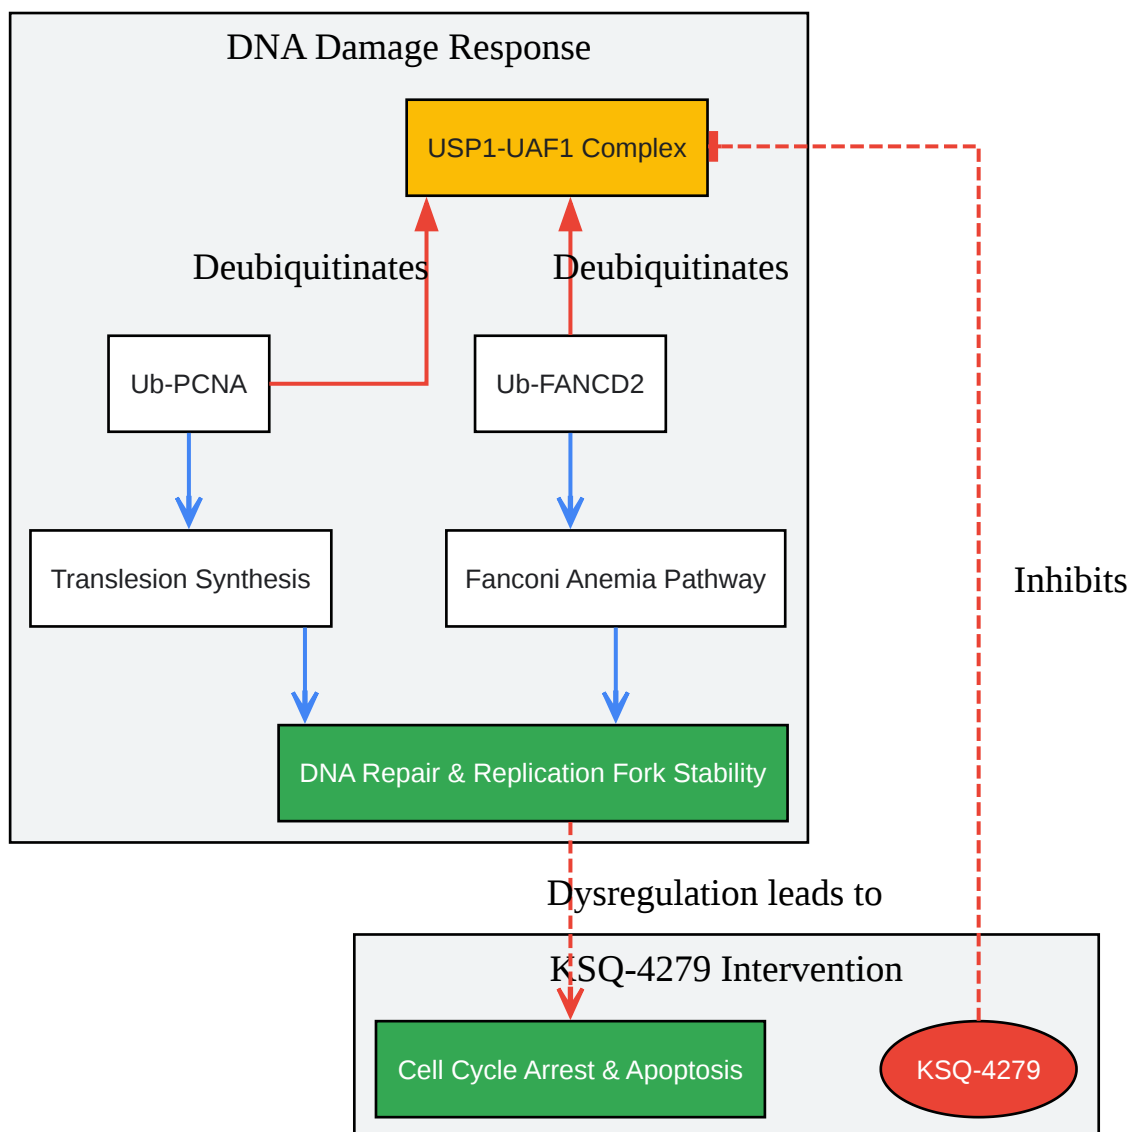 DNA Damage Response
USP1-UAF1 Complex
Deubiquitinates
Deubiquitinates
Ub-PCNA
Ub-FANCD2
Translesion Synthesis
Fanconi Anemia Pathway
Inhibits
DNA Repair & Replication Fork Stability
Dysregulation leads to
KSQ-4279 Intervention
Cell Cycle Arrest & Apoptosis
KSQ-4279